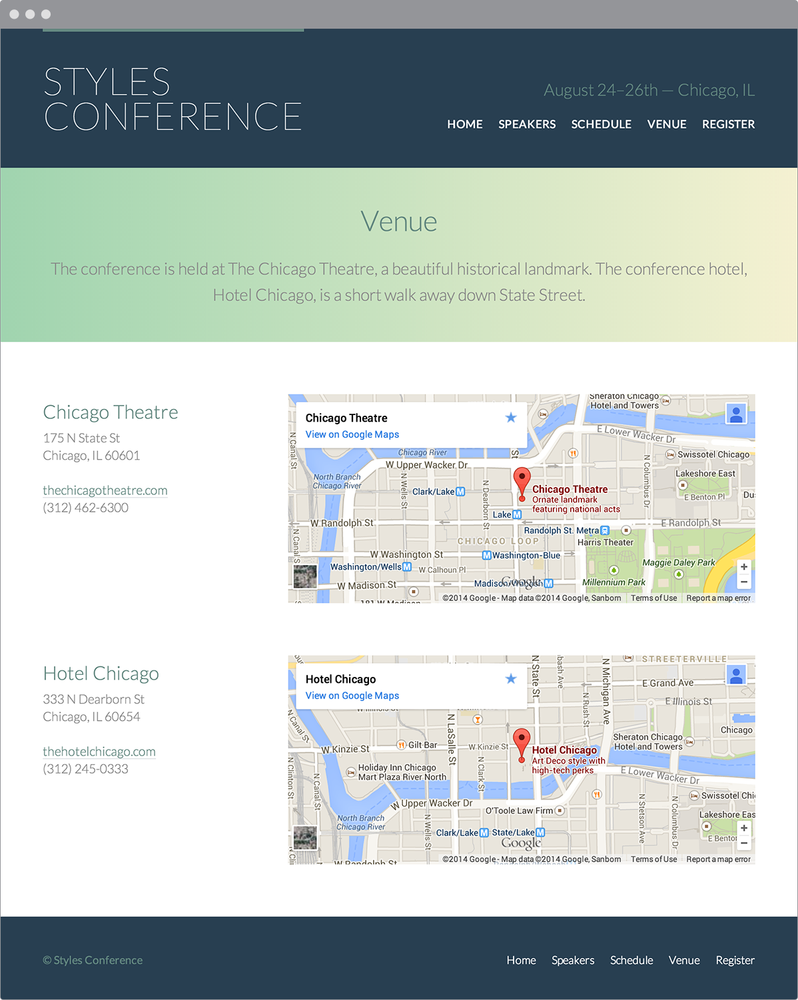 STYLES
CONFERENCE
August 24–26th — Chicago, IL
HOME SPEAKERS SCHEDULE VENUE REGISTER
Venue
The conference is held at The Chicago Theatre, a beautiful historical landmark. The conference hotel,
Hotel Chicago, is a short walk away down State Street.
Chicago Theatre
175 N State St
Chicago, IL 60601
thechicagotheatre.com
(312) 462-6300
Chicago Theatre
View on Google Maps
Sheraton Chicago
Hotel and Towers
E Lower Wacker Dr
N Canal St
Chicago River
W Upper Wacker Dr
St
Swissotel Chicago
North Branch
Chicago River
N Wells St
Clark/Lake
N Dearborn St
Chicago Theatre
Ornate landmark
featuring national acts
N Columbus Dr
Lakeshore East
E Benton Pl
Lake
W Randolph St
Randolph St. Metra
E Randolph St
N Canal S
CHICAGO LOOP
Harris Theater
W Washington St
Washington-Blue
Washington/Wells
W Calhoun Pl
Maggie Daley Park
W Madison St
Google
Millennium Park
©2014 Google - Map data ©2014 Google, Sanborn Terms of Use Report a map error
Hotel Chicago
333 N Dearborn St
Chicago, IL 60654
thehotelchicago.com
(312) 245-0333
Hotel Chicago
View on Google Maps
STREETERVILLE
N State St
N Michigan Ave
E Grand Ave
E Illinois St
N Rush St
N Canal St
N LaSalle St
Chicago
W Kinzie St
Gilt Bar
W Kinzie St
Hotel Chicago
Art Deco style with
high-tech perks
Sheraton Chicago
Hotel and Towers
Holiday Inn Chicago
Mart Plaza River North
N Clark St
N Clinton St
N Canal St
E Lower Wacker Dr
W Upper Wacker Dr
O'Toole Law Firm
Swissotel Chi
North Branch
Chicago River
N Wells St
N Stetson Ave
N Columbus Dr
Lakeshore Eas
Clark/Lake
State/Lake
E Benton
Google
W Randolph St
©2014 Google - Map data ©2014 Google, Sanborn Terms of Use Report a map error
© Styles Conference
Home Speakers Schedule Venue Register